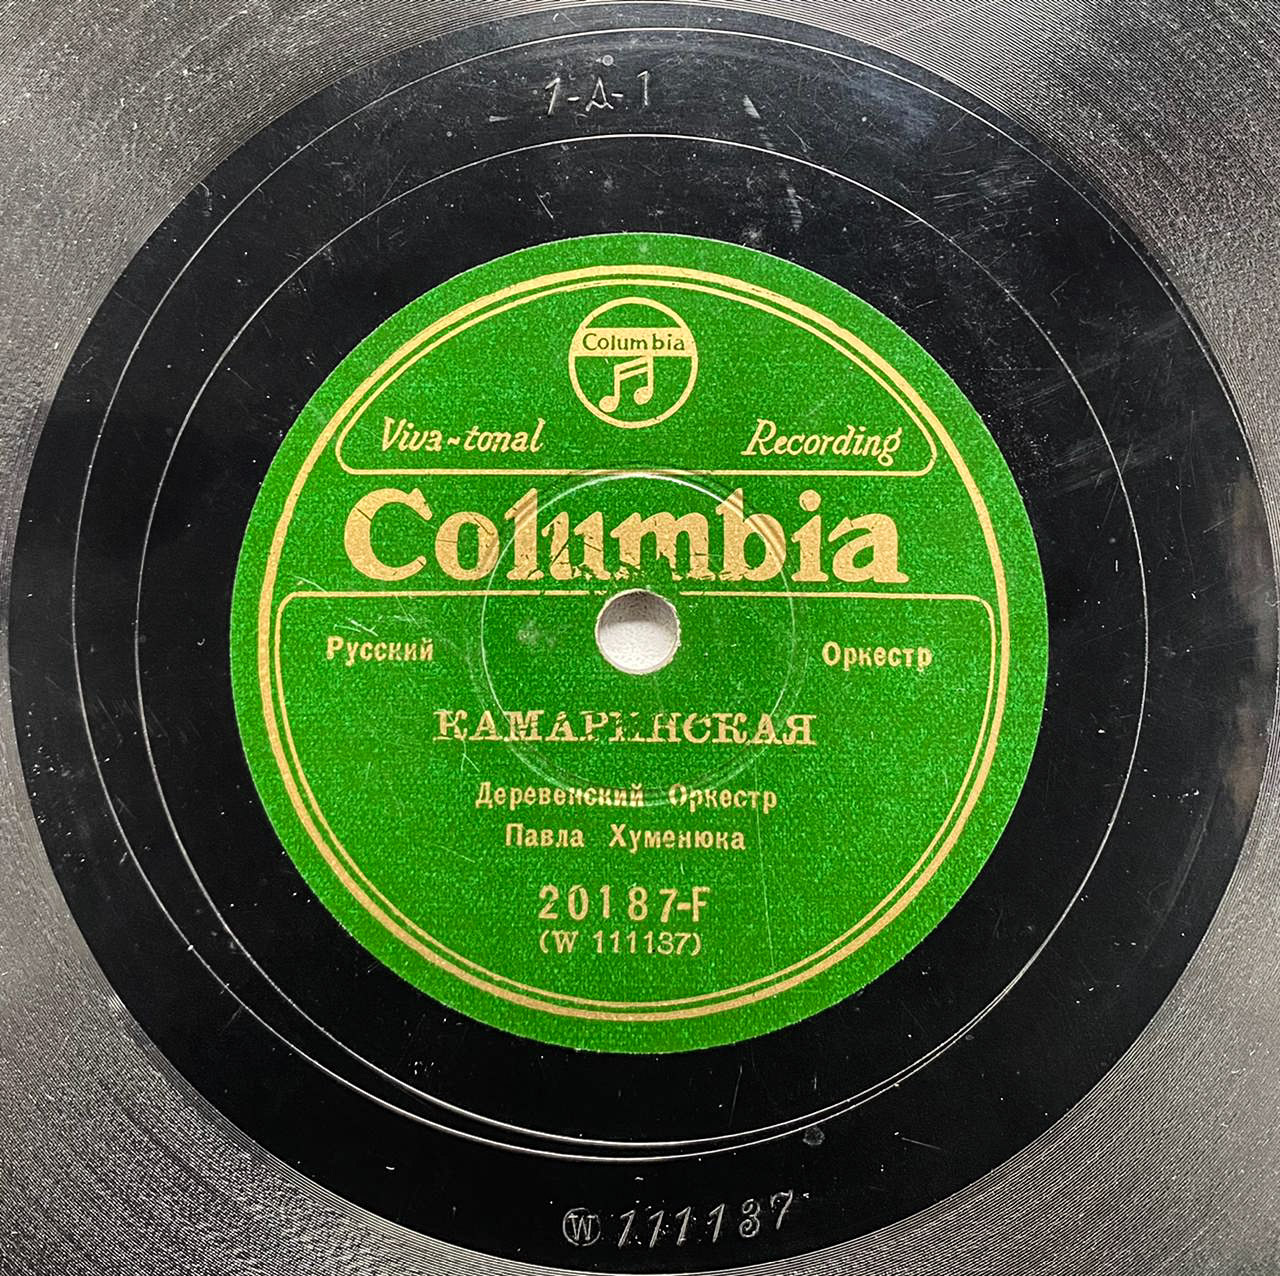 1-A-1
Columbia
Viva-tonal Recording
Columbia
Русский Оркестр
КАМАРИНСКАЯ
Деревенский Оркестр
Павла Хуменюка
20187-F
(W 111137)
W 111137